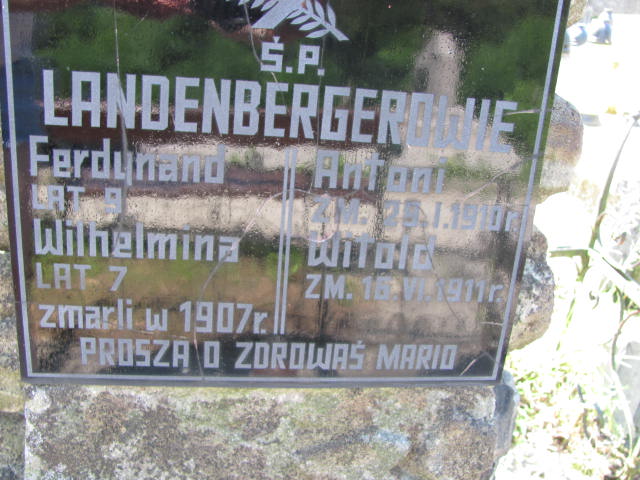 Ś.P.
LANDENBERGEROWIE
Ferdynand
LAT 9
Wilhelmina
LAT 7
zmarli w 1907r.
Antoni
ZM. 25.I.1910r.
Witold
ZM. 18.VI.1911r.
PROSZĄ O ZDROWAŚ MARIO